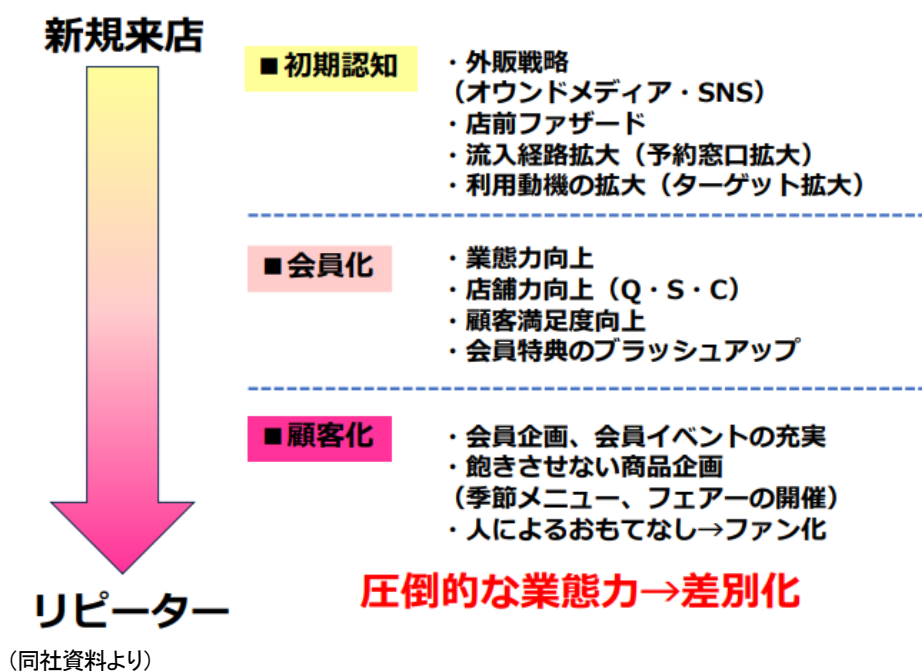 新規来店
■初期認知
・外販戦略
（オウンドメディア・SNS）
・店前ファザード
・流入経路拡大（予約窓口拡大）
・利用動機の拡大（ターゲット拡大）
■会員化
・業態力向上
・店舗力向上（Q・S・C）
・顧客満足度向上
・会員特典のブラッシュアップ
■顧客化
・会員企画、会員イベントの充実
・飽きさせない商品企画
（季節メニュー、フェアーの開催）
・人によるおもてなし→ファン化
リピーター
圧倒的な業態力→差別化
（同社資料より）